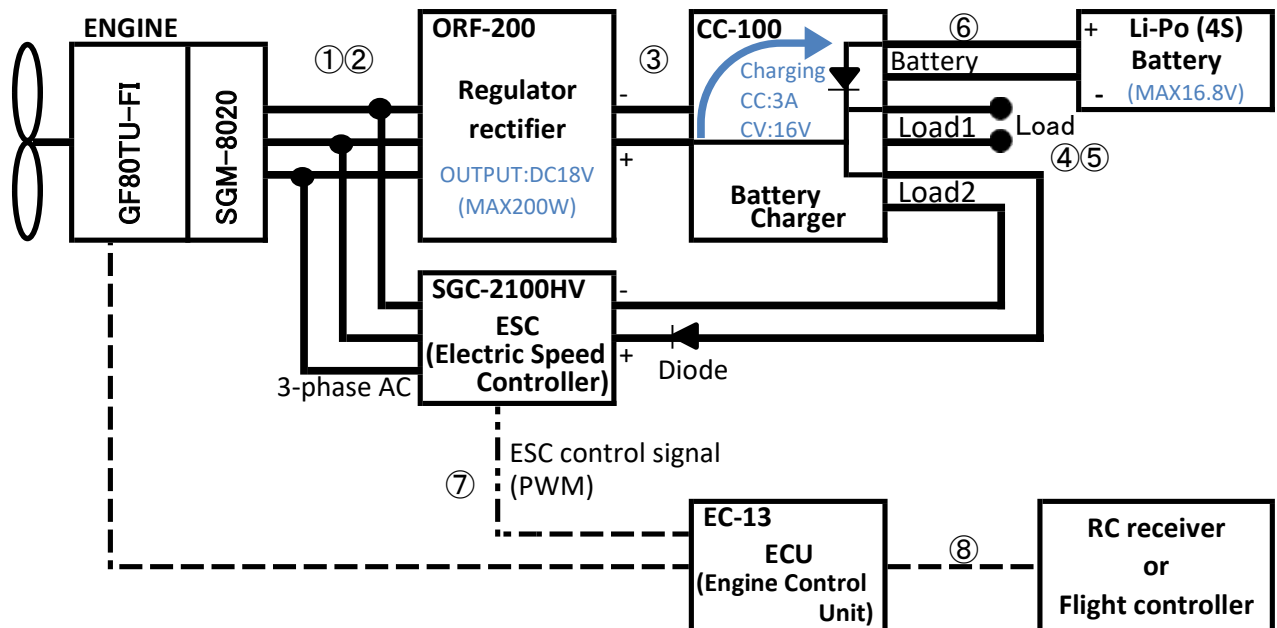 ENGINE
GF80TU-FI
SGM-8020
①②
ORF-200
Regulator
rectifier
OUTPUT:DC18V
(MAX200W)
-
③
+
CC-100
Charging
CC:3A
CV:16V
Battery
Charger
⑥
Battery
Load1
Load2
+
-
Li-Po (4S)
Battery
(MAX16.8V)
Load
④⑤
SGC-2100HV
ESC
(Electric Speed
Controller)
-
+
Diode
3-phase AC
ESC control signal
(PWM)
⑦
EC-13
ECU
(Engine Control
Unit)
⑧
RC receiver
or
Flight controller